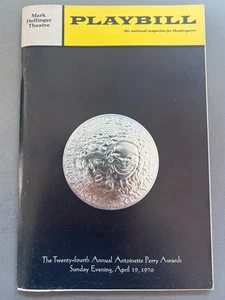 Mark
Hellinger
Theatre
PLAYBILL
the national magazine for theatregoers
The Twenty-fourth Annual Antoinette Perry Awards
Sunday Evening, April 19, 1970